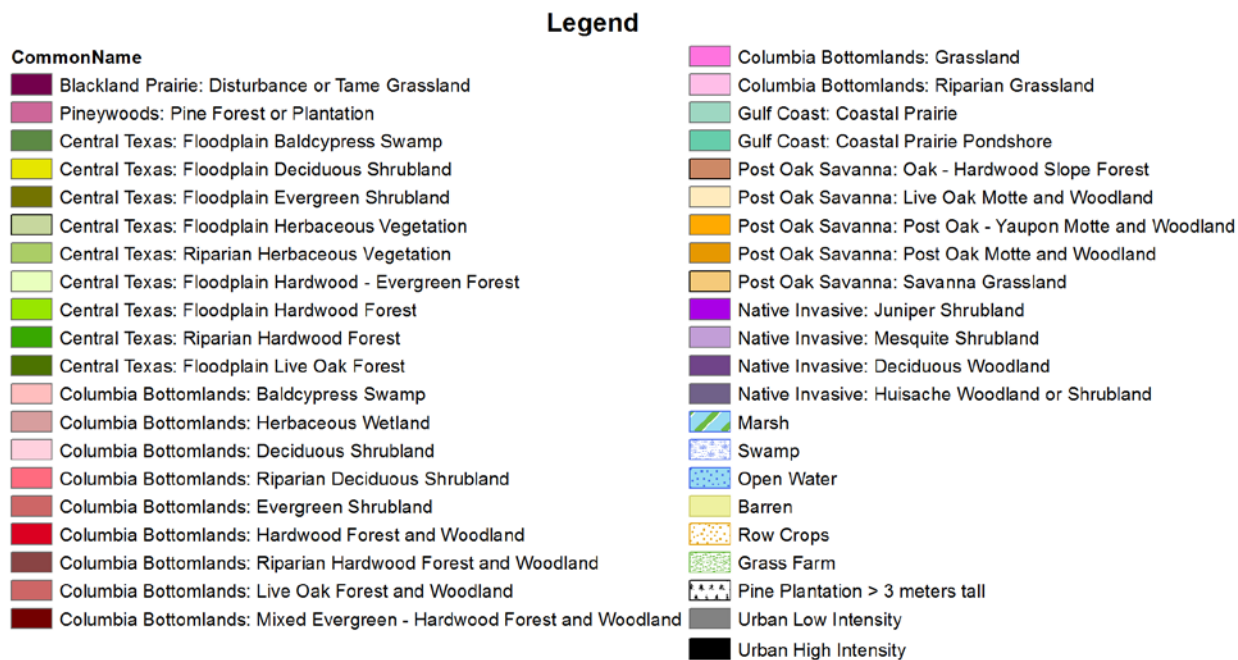 Legend
CommonName
Blackland Prairie: Disturbance or Tame Grassland
Pineywoods: Pine Forest or Plantation
Central Texas: Floodplain Baldcypress Swamp
Central Texas: Floodplain Deciduous Shrubland
Central Texas: Floodplain Evergreen Shrubland
Central Texas: Floodplain Herbaceous Vegetation
Central Texas: Riparian Herbaceous Vegetation
Central Texas: Floodplain Hardwood - Evergreen Forest
Central Texas: Floodplain Hardwood Forest
Central Texas: Riparian Hardwood Forest
Central Texas: Floodplain Live Oak Forest
Columbia Bottomlands: Baldcypress Swamp
Columbia Bottomlands: Herbaceous Wetland
Columbia Bottomlands: Deciduous Shrubland
Columbia Bottomlands: Riparian Deciduous Shrubland
Columbia Bottomlands: Evergreen Shrubland
Columbia Bottomlands: Hardwood Forest and Woodland
Columbia Bottomlands: Riparian Hardwood Forest and Woodland
Columbia Bottomlands: Live Oak Forest and Woodland
Columbia Bottomlands: Mixed Evergreen - Hardwood Forest and Woodland
Columbia Bottomlands: Grassland
Columbia Bottomlands: Riparian Grassland
Gulf Coast: Coastal Prairie
Gulf Coast: Coastal Prairie Pondshore
Post Oak Savanna: Oak - Hardwood Slope Forest
Post Oak Savanna: Live Oak Motte and Woodland
Post Oak Savanna: Post Oak - Yaupon Motte and Woodland
Post Oak Savanna: Post Oak Motte and Woodland
Post Oak Savanna: Savanna Grassland
Native Invasive: Juniper Shrubland
Native Invasive: Mesquite Shrubland
Native Invasive: Deciduous Woodland
Native Invasive: Huisache Woodland or Shrubland
Marsh
Swamp
Open Water
Barren
Row Crops
Grass Farm
Pine Plantation > 3 meters tall
Urban Low Intensity
Urban High Intensity